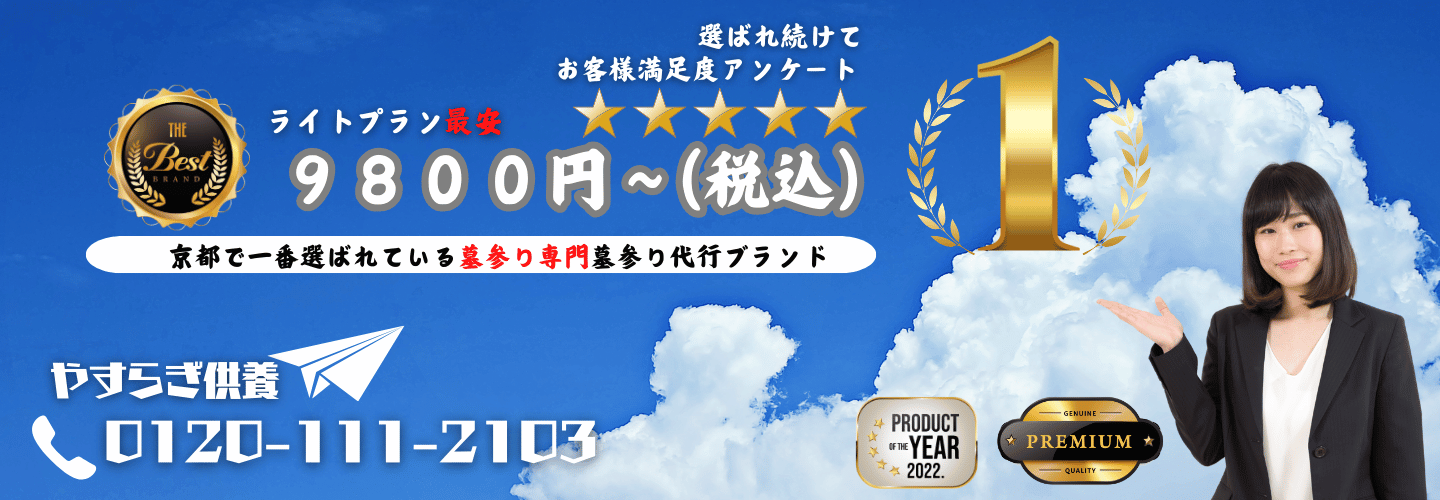 選ばれ続けて
お客様満足度アンケート
ライトプラン最安
９８００円~(税込)
THE
Best
BRAND
1
京都で一番選ばれている墓参り専門墓参り代行ブランド
やすらぎ供養
0120-111-2103
PRODUCT
OF THE YEAR
2022.
GENUINE
PREMIUM
QUALITY